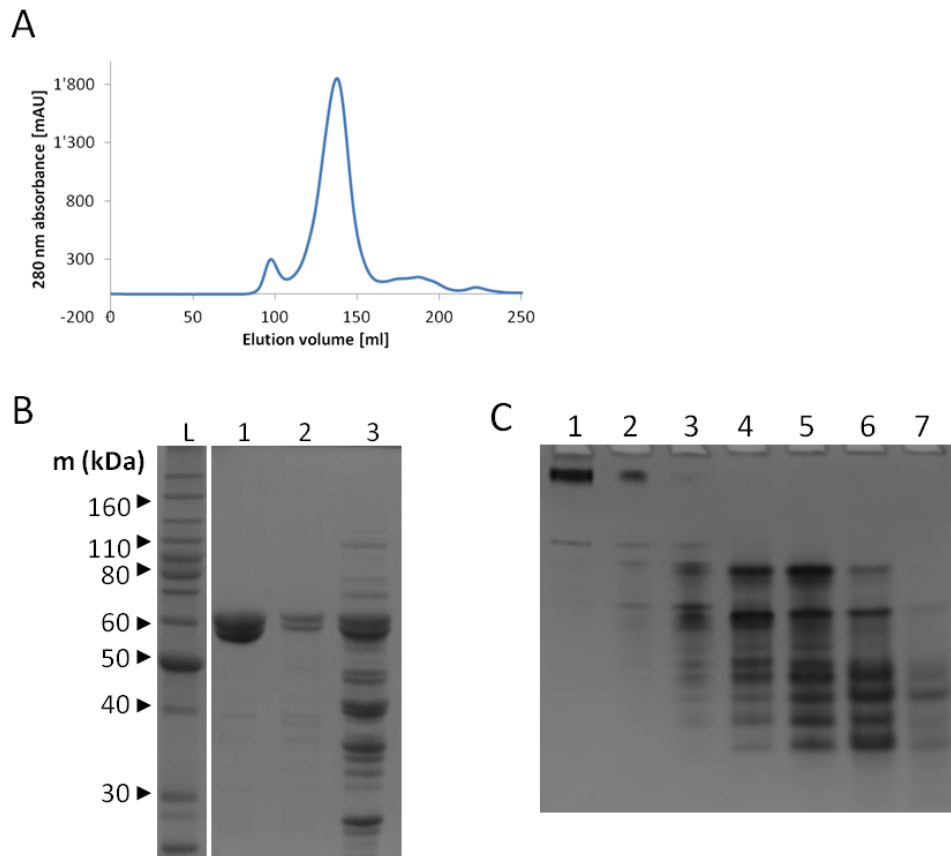 A
1'800
1'300
800
300
-200
280 nm absorbance [mAU]
0 50 100 150 200 250
Elution volume [ml]
B
L 1 2 3
m (kDa)
160
110
80
60
50
40
30
C
1 2 3 4 5 6 7